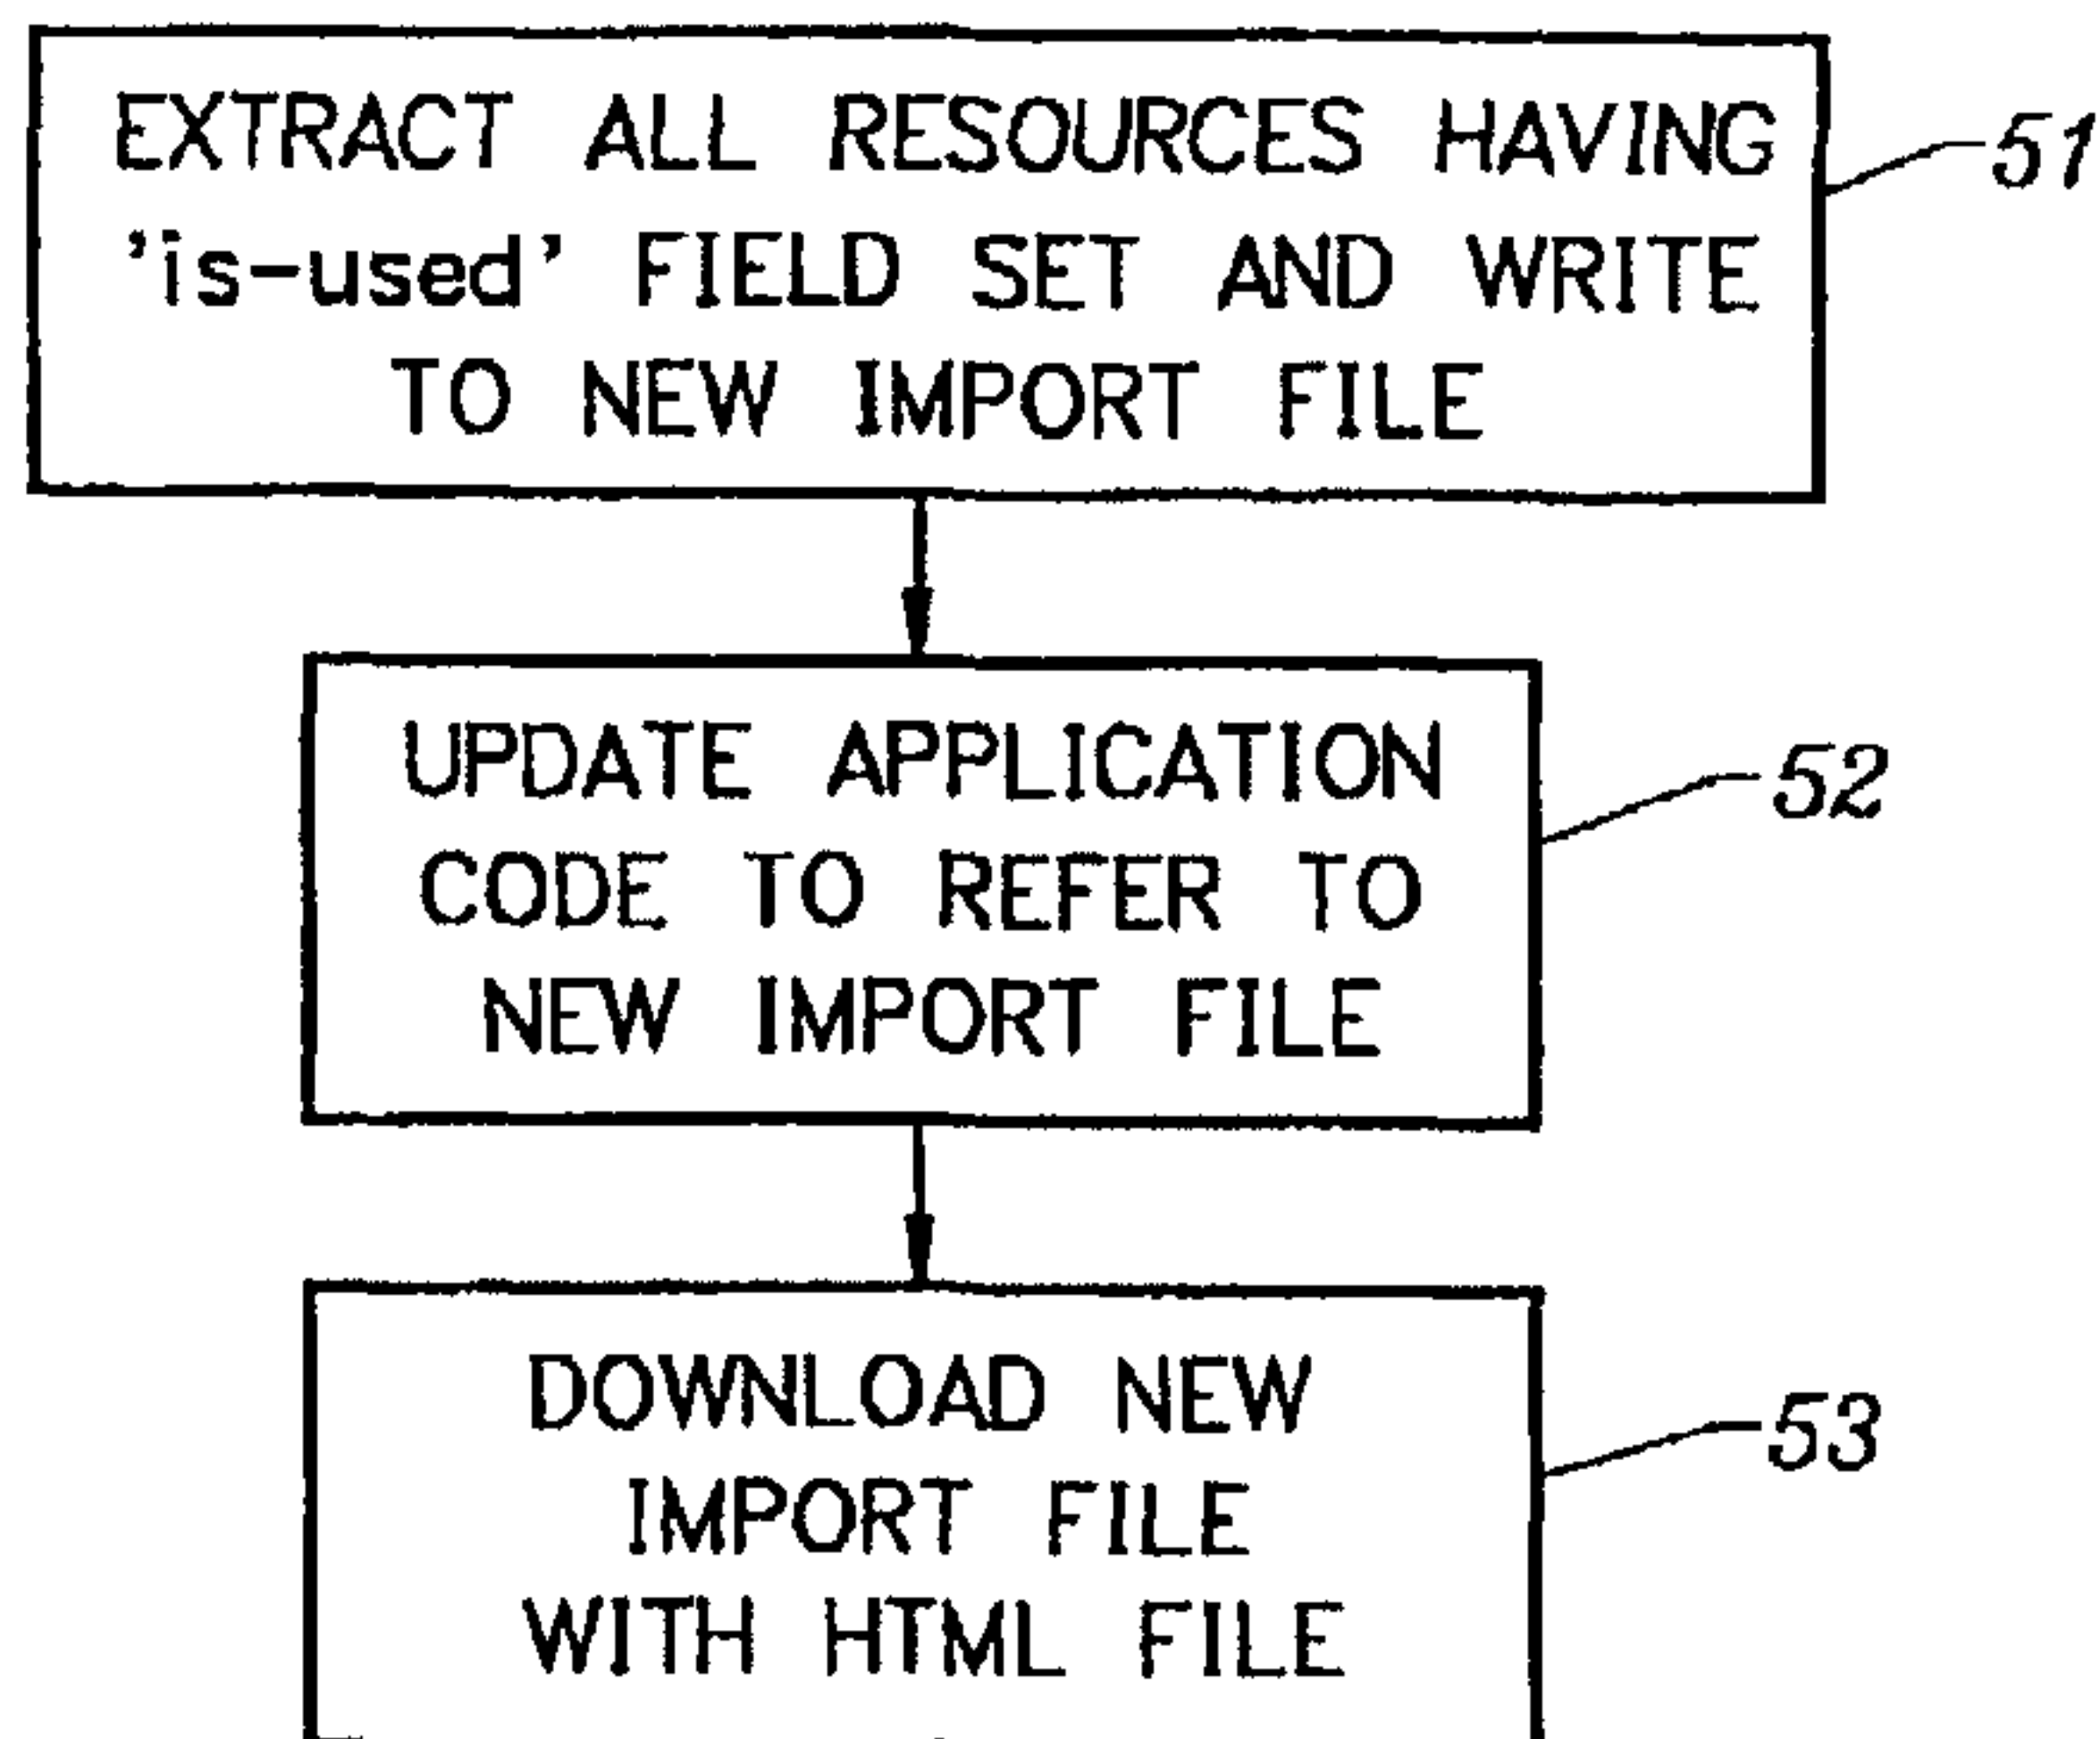 EXTRACT ALL RESOURCES HAVING
'is-used' FIELD SET AND WRITE
TO NEW IMPORT FILE
51
UPDATE APPLICATION
CODE TO REFER TO
NEW IMPORT FILE
52
DOWNLOAD NEW
IMPORT FILE
WITH HTML FILE
53